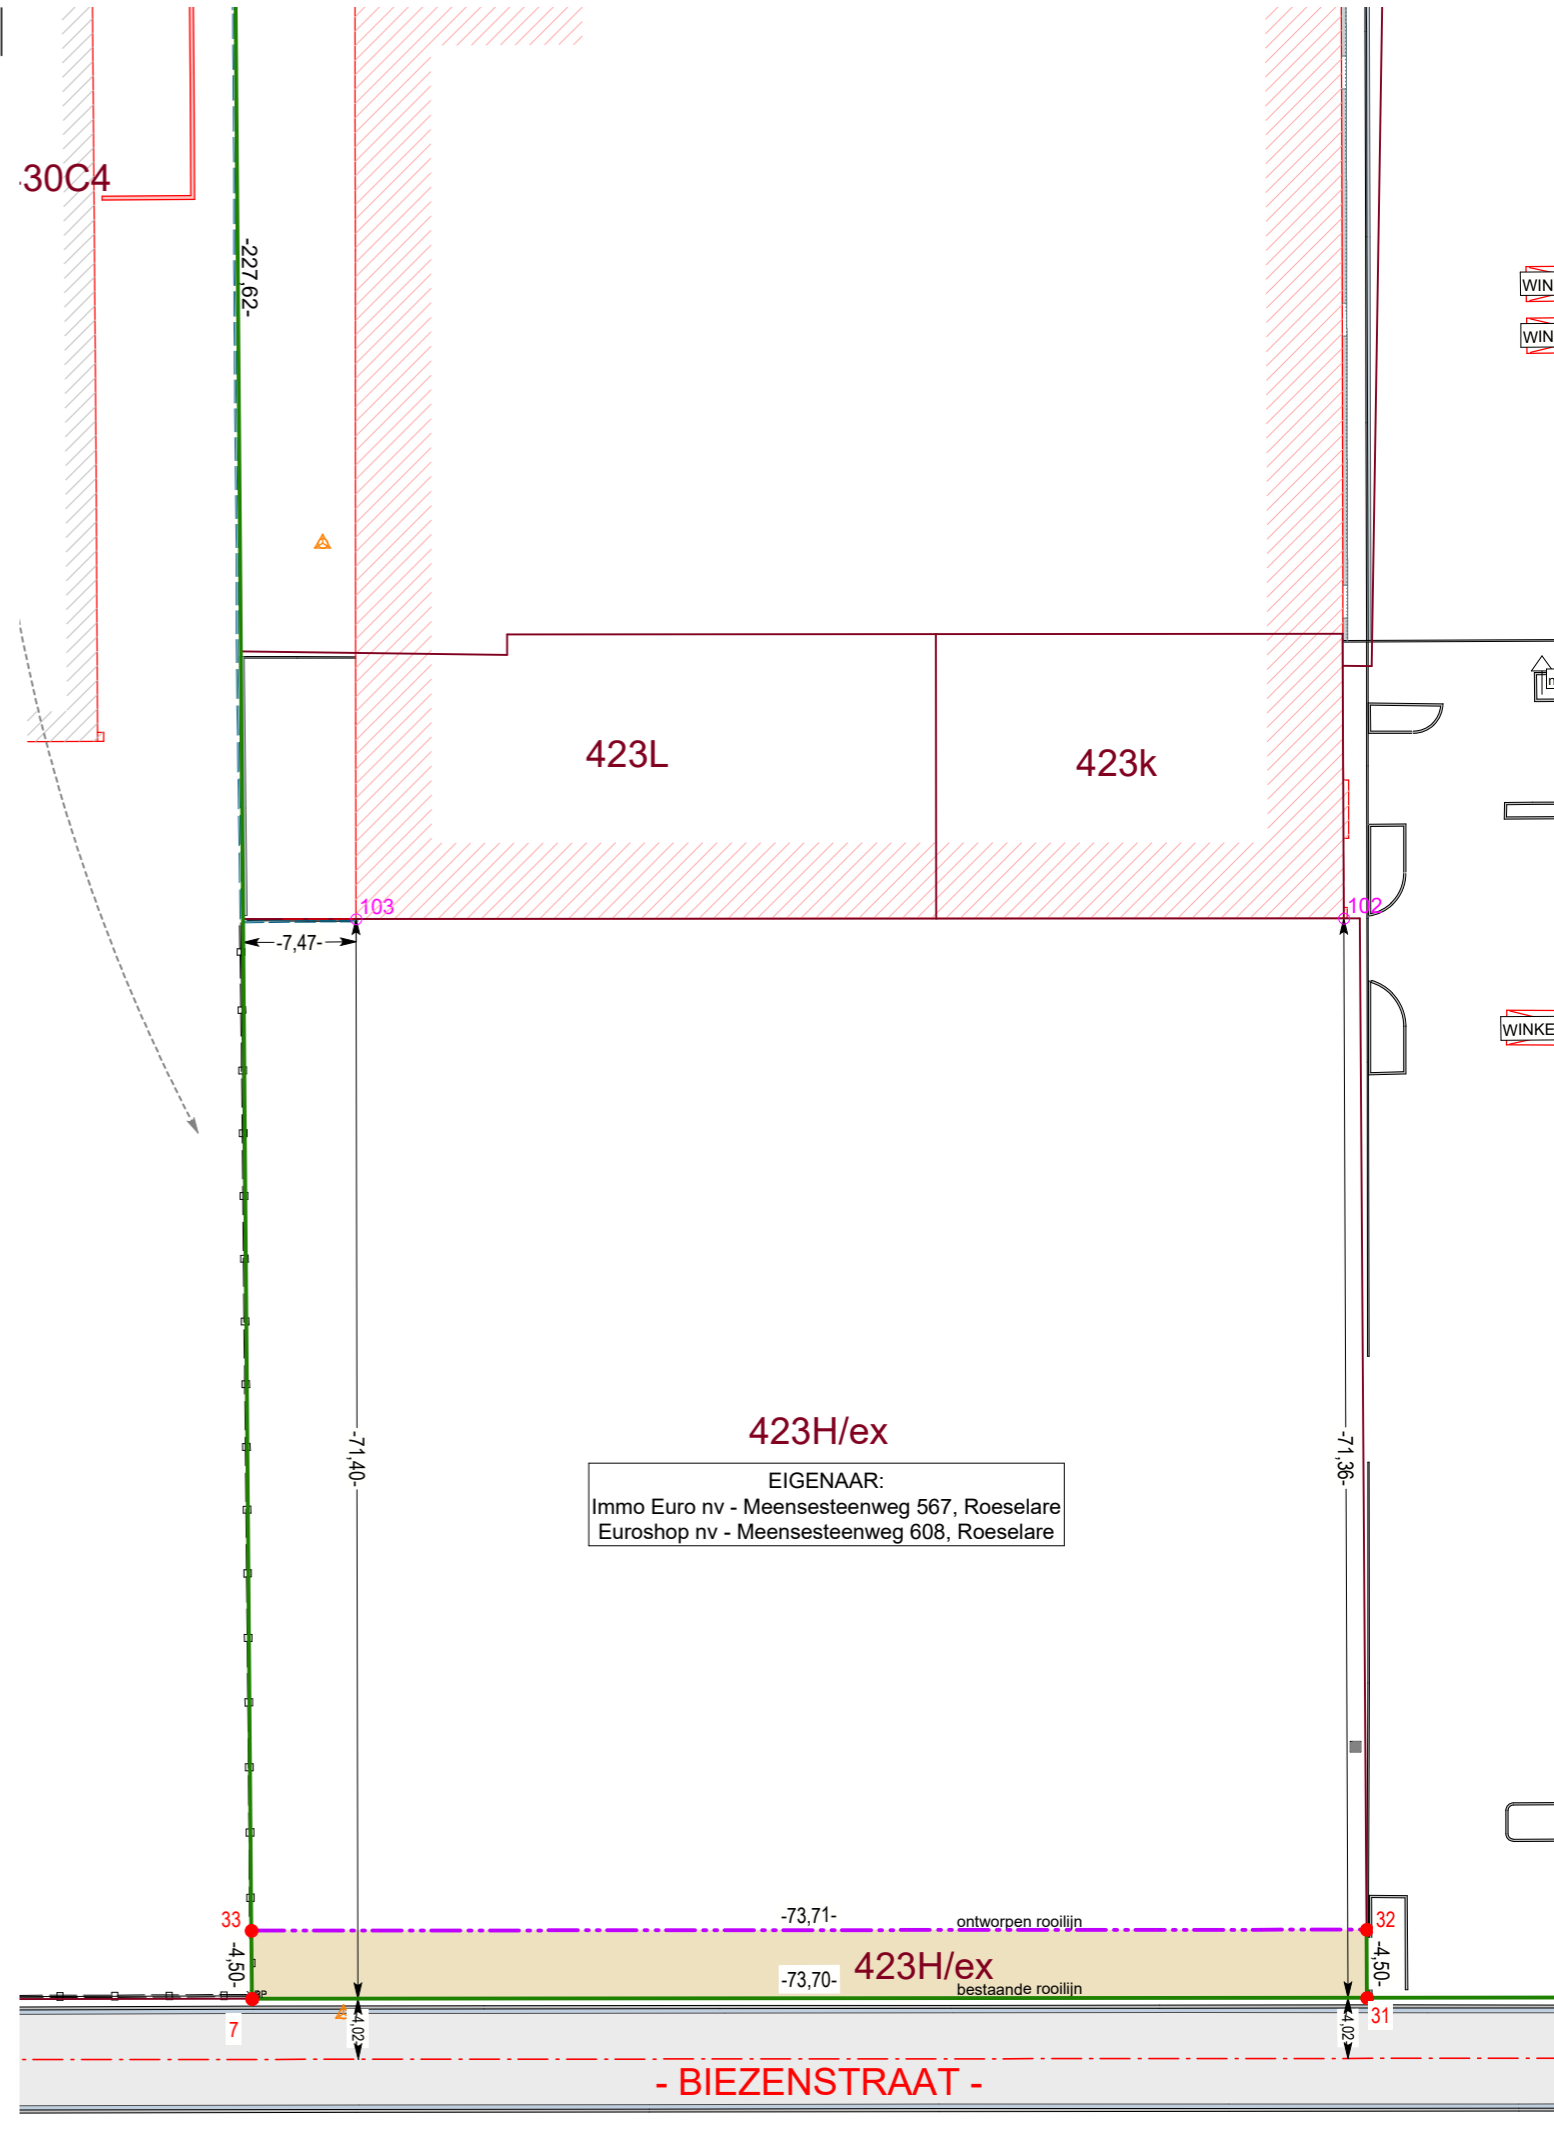 30C4
-227,62-
WIN
WIN
423L
423k
103
102
-7,47-
WINKE
423H/ex
-71,40-
-71,36-
EIGENAAR:
Immo Euro nv - Meensesteenweg 567, Roeselare
Euroshop nv - Meensesteenweg 608, Roeselare
33
-73,71-
ontworpen rooilijn
32
-4,50-
423H/ex
-4,50-
-73,70-
bestaande rooilijn
7
31
-4,02-
-4,02-
- BIEZENSTRAAT -